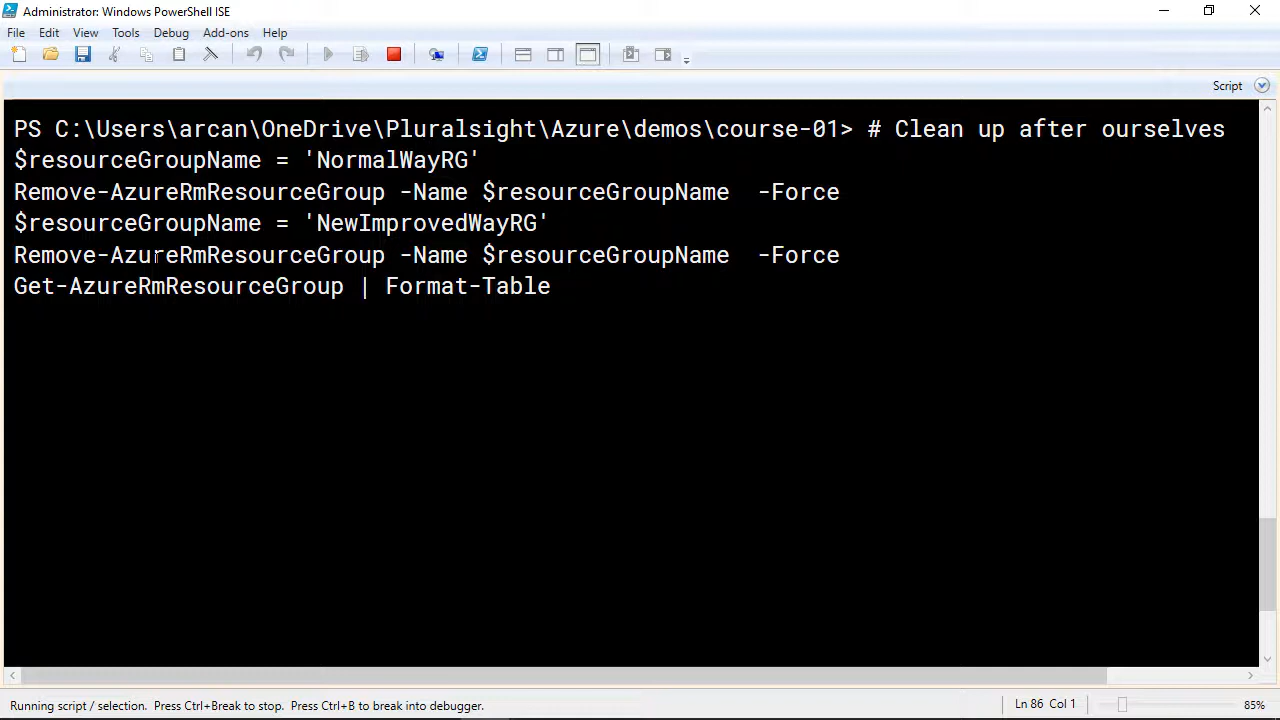 Administrator: Windows PowerShell ISE
File Edit View Tools Debug Add-ons Help
Script
PS C:\Users\arcan\OneDrive\Pluralsight\Azure\demos\course-01> # Clean up after ourselves
$resourceGroupName = 'NormalWayRG'
Remove-AzureRmResourceGroup -Name $resourceGroupName  -Force
$resourceGroupName = 'NewImprovedWayRG'
Remove-AzureRmResourceGroup -Name $resourceGroupName  -Force
Get-AzureRmResourceGroup | Format-Table
Running script / selection.  Press Ctrl+Break to stop.  Press Ctrl+B to break into debugger. Ln 86 Col 1 85%